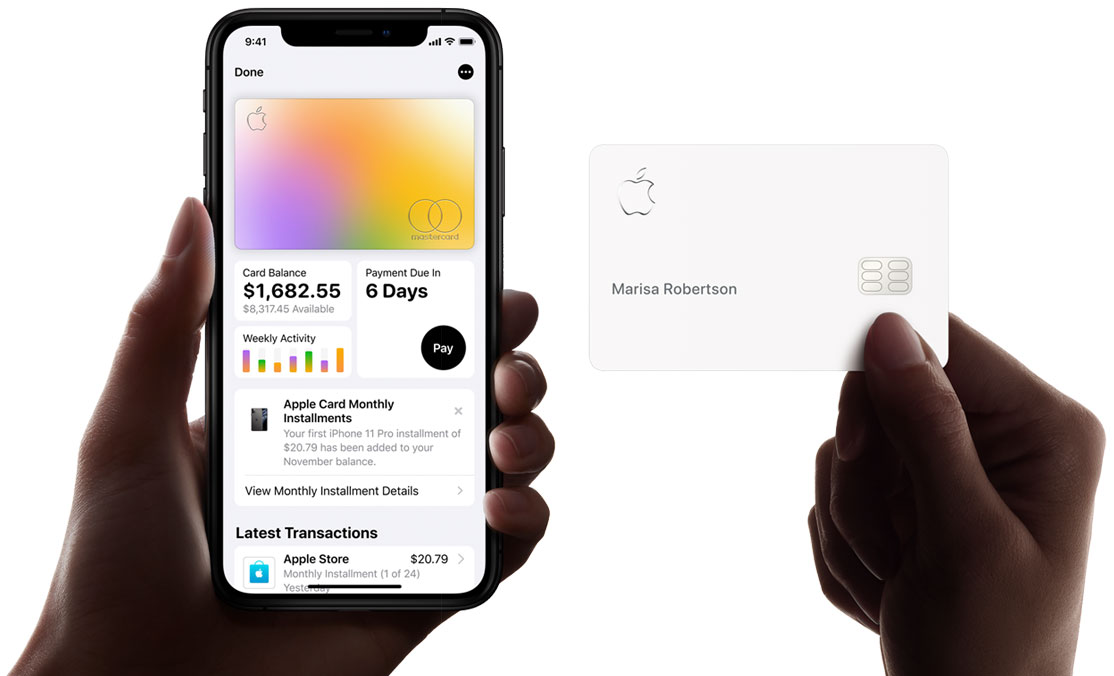 9:41
Done
mastercard
Card Balance
$1,682.55
$8,317.45 Available
Payment Due In
6 Days
Pay
Weekly Activity
Apple Card Monthly
Installments
Your first iPhone 11 Pro installment of
$20.79 has been added to your
November balance.
View Monthly Installment Details
Latest Transactions
Apple Store $20.79
Monthly Installment (1 of 24)
Yesterday
Marisa Robertson